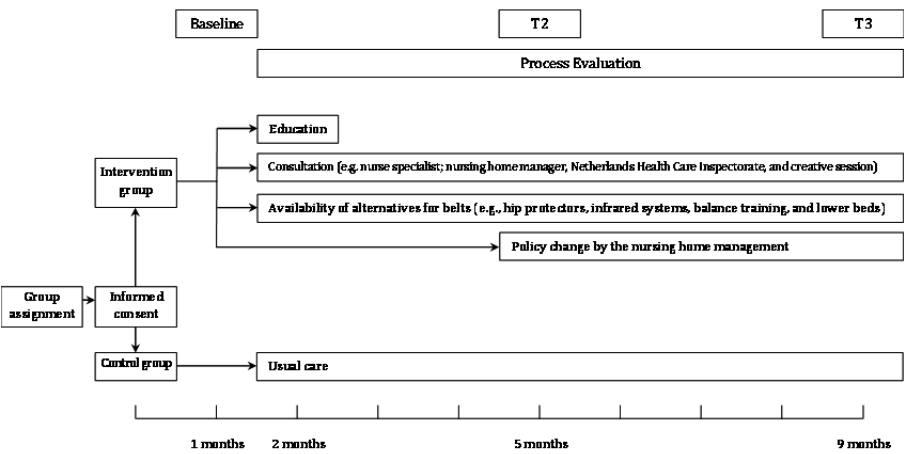 Baseline
T2
T3
Process Evaluation
Education
Consultation (e.g. nurse specialist; nursing home manager, Netherlands Health Care Inspectorate, and creative session)
Intervention
group
Availability of alternatives for belts (e.g., hip protectors, infrared systems, balance training, and lower beds)
Policy change by the nursing home management
Group
assignment
Informed
consent
Control group
Usual care
1 months
2 months
5 months
9 months